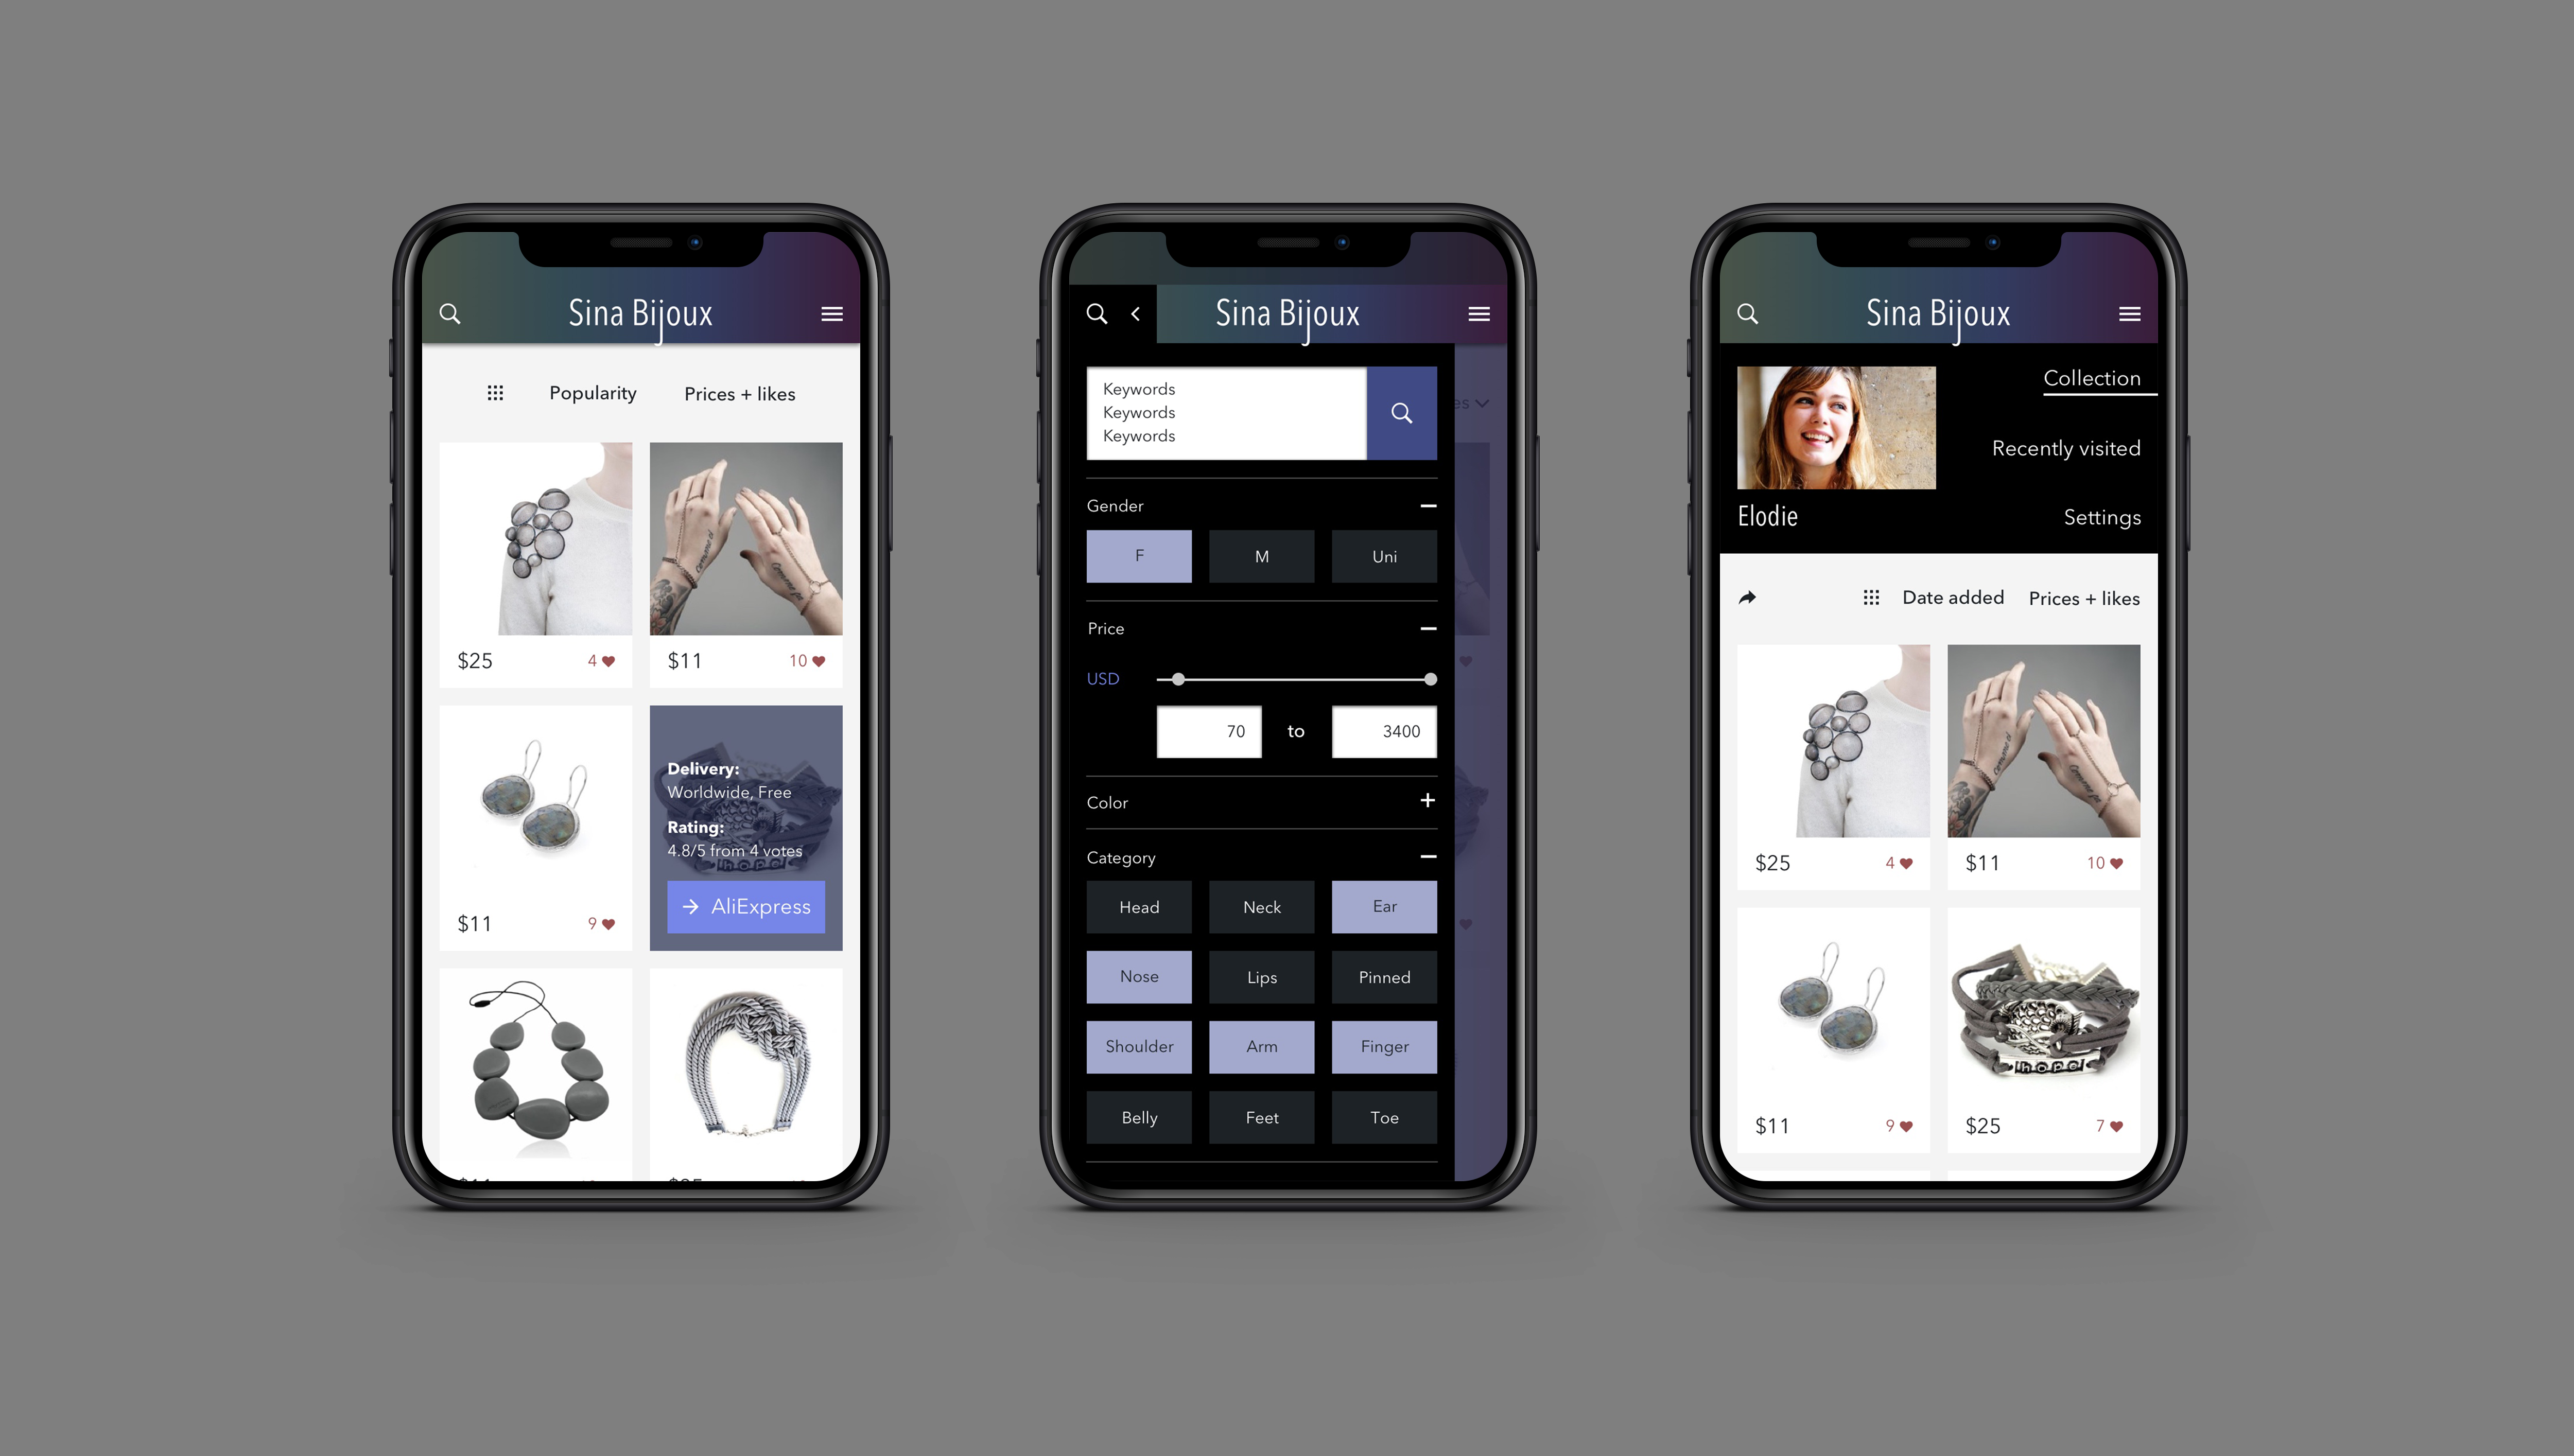 Sina Bijoux
Popularity
Prices + likes
$25
4
$11
10
$11
9
Delivery:
Worldwide, Free
Rating:
4.8/5 from 4 votes
hope
AliExpress
Sina Bijoux
es
Keywords
Keywords
Keywords
Gender
F
M
Uni
Price
USD
70
to
3400
Color
Category
Head
Neck
Ear
Nose
Lips
Pinned
Shoulder
Arm
Finger
Belly
Feet
Toe
Sina Bijoux
Collection
Recently visited
Elodie
Settings
Date added
Prices + likes
$25
4
$11
10
hope
$11
9
$25
7